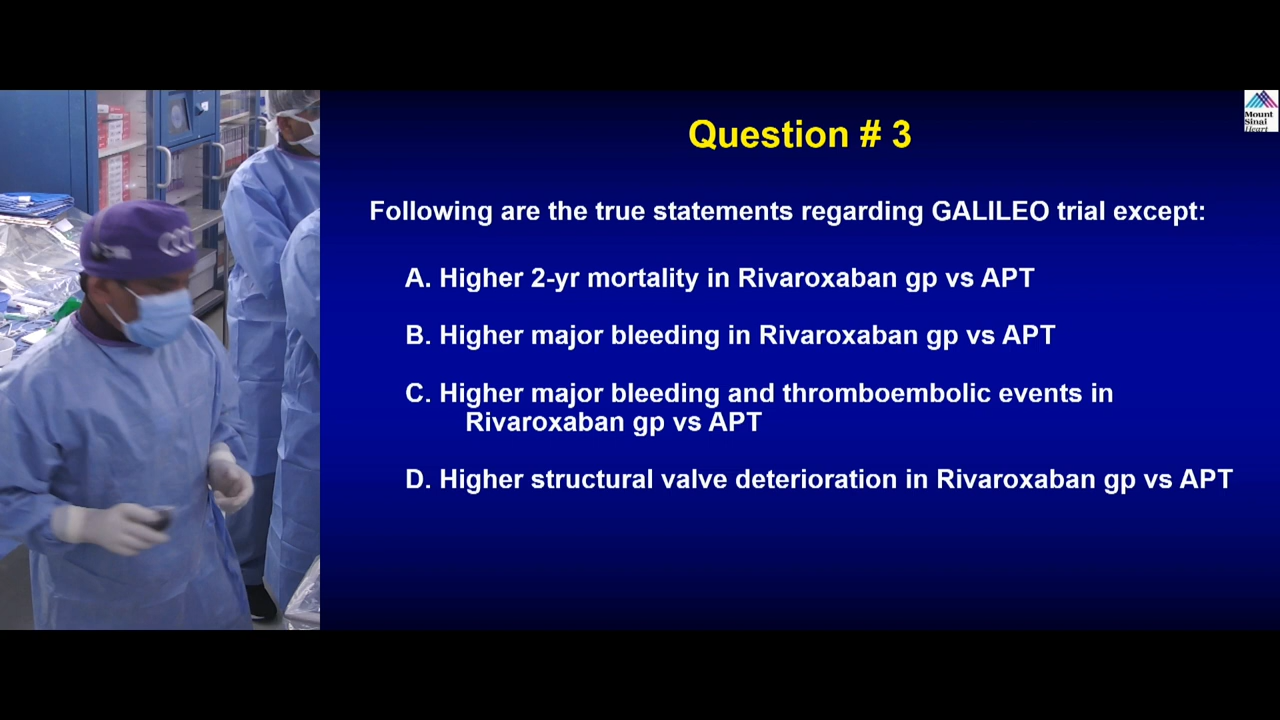 Mount
Sinai
Heart
Question # 3
Following are the true statements regarding GALILEO trial except:
A. Higher 2-yr mortality in Rivaroxaban gp vs APT
B. Higher major bleeding in Rivaroxaban gp vs APT
C. Higher major bleeding and thromboembolic events in
Rivaroxaban gp vs APT
D. Higher structural valve deterioration in Rivaroxaban gp vs APT